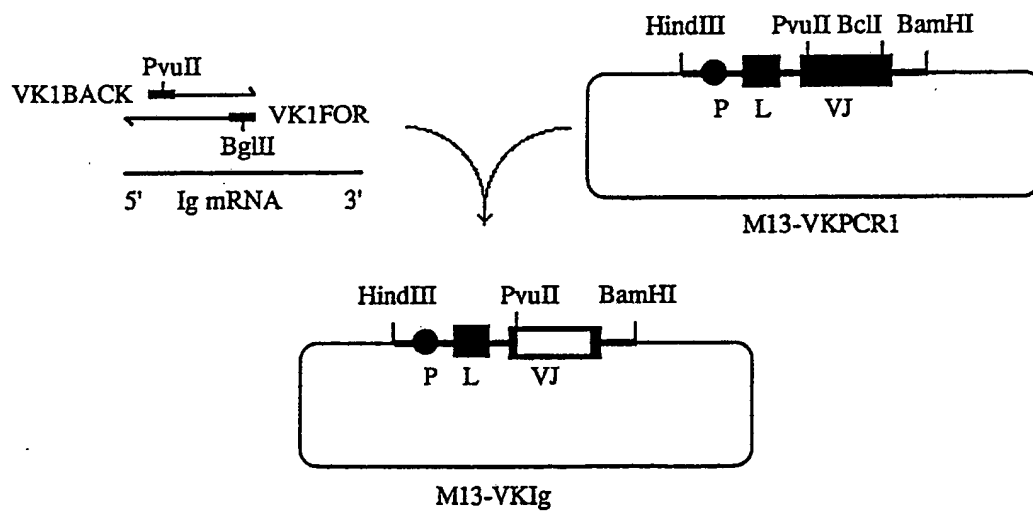 PvuII
VK1BACK
VK1FOR
BglII
5' Ig mRNA 3'
HindIII PvuII BclI BamHI
P L VJ
M13-VKPCR1
HindIII PvuII BamHI
P L VJ
M13-VKIg